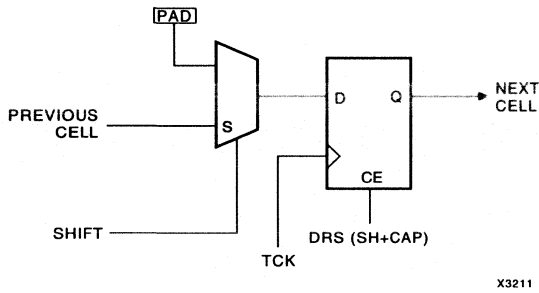 PAD
PREVIOUS
CELL
S
D
Q
NEXT
CELL
CE
SHIFT
DRS (SH+CAP)
TCK
X3211